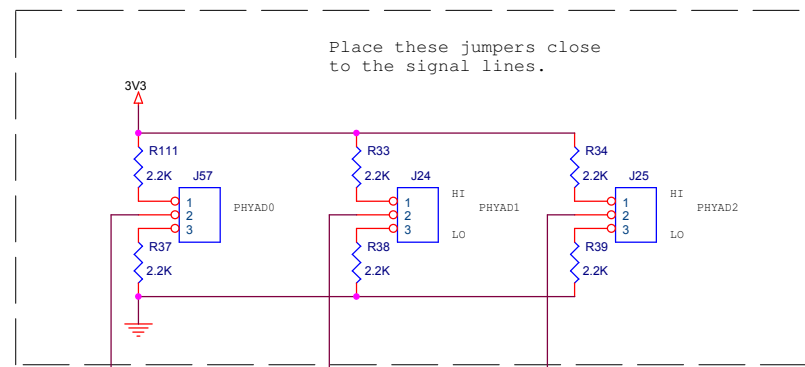 Place these jumpers close
to the signal lines.
3V3
R111
2.2K
J57
1
2
3
PHYAD0
R37
2.2K
R33
2.2K
J24
1
2
3
HI
PHYAD1
LO
R38
2.2K
R34
2.2K
J25
1
2
3
HI
PHYAD2
LO
R39
2.2K